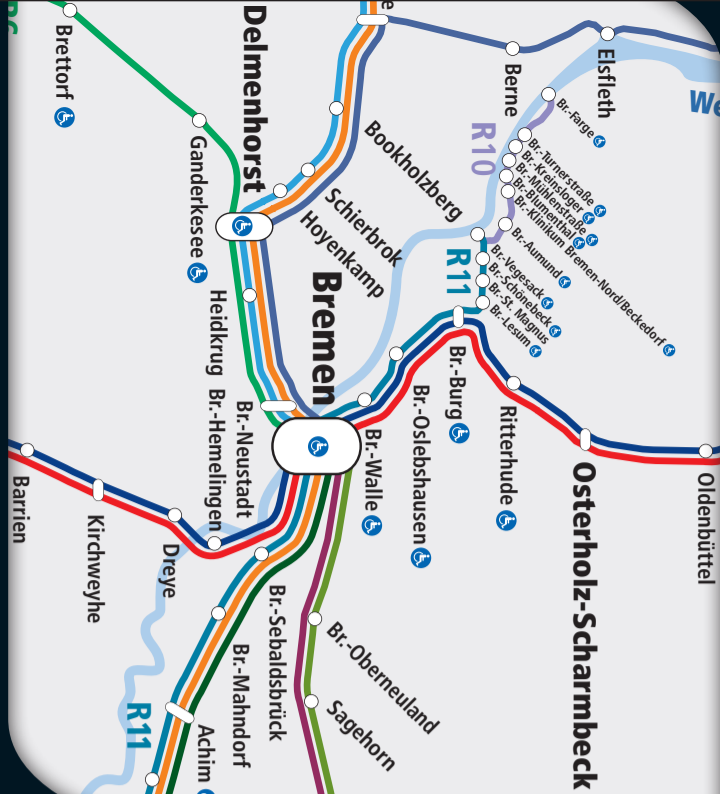 We
Oldenbüttel
Elsfleth
Br.-Farge
Br.-Turnerstraße
Br.-Kreinsloger
Br.-Mühlenstraße
Br.-Blumenthal
Br.-Klinikum Bremen-Nord/Beckedorf
Br.-Aumund
Br.-Vegesack
Br.-Schönebeck
Br.-St. Magnus
Br.-Lesum
Osterholz-Scharmbeck
Berne
R10
R11
Ritterhude
Br.-Burg
Br.-Oslebshausen
Bookholzberg
Br.-Walle
e
Schierbrok
Hoyenkamp
Bremen
Br.-Oberneuland
Sagehorn
Delmenhorst
Heidkrug
Br.-Neustadt
Br.-Hemelingen
Br.-Sebaldsbrück
Br.-Mahndorf
Achim
Ganderkesee
Dreye
R11
Kirchweyhe
Brettorf
Barrien